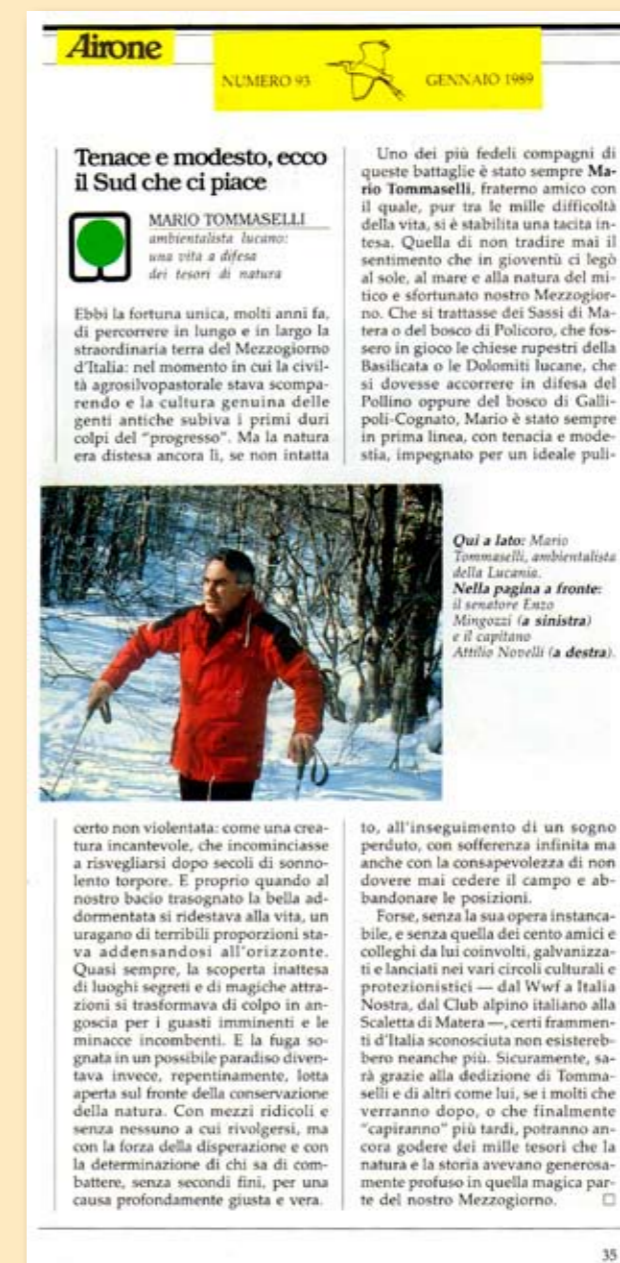 Airone
NUMERO 93 GENNAIO 1989
Tenace e modesto, ecco
il Sud che ci piace
MARIO TOMMASELLI
ambientalista lucano:
una vita a difesa
dei tesori di natura
Ebbi la fortuna unica, molti anni fa,
di percorrere in lungo e in largo la
straordinaria terra del Mezzogiorno
d'Italia: nel momento in cui la civil-
tà agrosilvopastorale stava scompa-
rendo e la cultura genuina delle
genti antiche subiva i primi duri
colpi del "progresso". Ma la natura
era distesa ancora lì, se non intatta
certo non violentata: come una crea-
tura incantevole, che incominciasse
a risvegliarsi dopo secoli di sonno-
lento torpore. E proprio quando al
nostro bacio trasognato la bella ad-
dormentata si ridestava alla vita, un
uragano di terribili proporzioni sta-
va addensandosi all'orizzonte.
Quasi sempre, la scoperta inattesa
di luoghi segreti e di magiche attra-
zioni si trasformava di colpo in an-
goscia per i guasti imminenti e le
minacce incombenti. E la fuga so-
gnata in un possibile paradiso diven-
tava invece, repentinamente, lotta
aperta sul fronte della conservazione
della natura. Con mezzi ridicoli e
senza nessuno a cui rivolgersi, ma
con la forza della disperazione e con
la determinazione di chi sa di com-
battere, senza secondi fini, per una
causa profondamente giusta e vera.
Uno dei più fedeli compagni di
queste battaglie è stato sempre Ma-
rio Tommaselli, fraterno amico con
il quale, pur tra le mille difficoltà
della vita, si è stabilita una tacita in-
tesa. Quella di non tradire mai il
sentimento che in gioventù ci legò
al sole, al mare e alla natura del mi-
tico e sfortunato nostro Mezzogior-
no. Che si trattasse dei Sassi di Ma-
tera o del bosco di Policoro, che fos-
sero in gioco le chiese rupestri della
Basilicata o le Dolomiti lucane, che
si dovesse accorrere in difesa del
Pollino oppure del bosco di Galli-
poli-Cognato, Mario è stato sempre
in prima linea, con tenacia e mode-
stia, impegnato per un ideale puli-
to, all'inseguimento di un sogno
perduto, con sofferenza infinita ma
anche con la consapevolezza di non
dovere mai cedere il campo e ab-
bandonare le posizioni.
Forse, senza la sua opera instanca-
bile, e senza quella dei cento amici e
colleghi da lui coinvolti, galvanizza-
ti e lanciati nei vari circoli culturali e
protezionistici — dal Wwf a Italia
Nostra, dal Club alpino italiano alla
Scaletta di Matera —, certi frammen-
ti d'Italia sconosciuta non esistereb-
bero neanche più. Sicuramente, sa-
rà grazie alla dedizione di Tomma-
selli e di altri come lui, se i molti che
verranno dopo, o che finalmente
"capiranno" più tardi, potranno an-
cora godere dei mille tesori che la
natura e la storia avevano generosa-
mente profuso in quella magica par-
te del nostro Mezzogiorno.
Qui a lato: Mario
Tommaselli, ambientalista
della Lucania.
Nella pagina a fronte:
il senatore Enzo
Mingozzi (a sinistra)
e il capitano
Attilio Novelli (a destra).
35